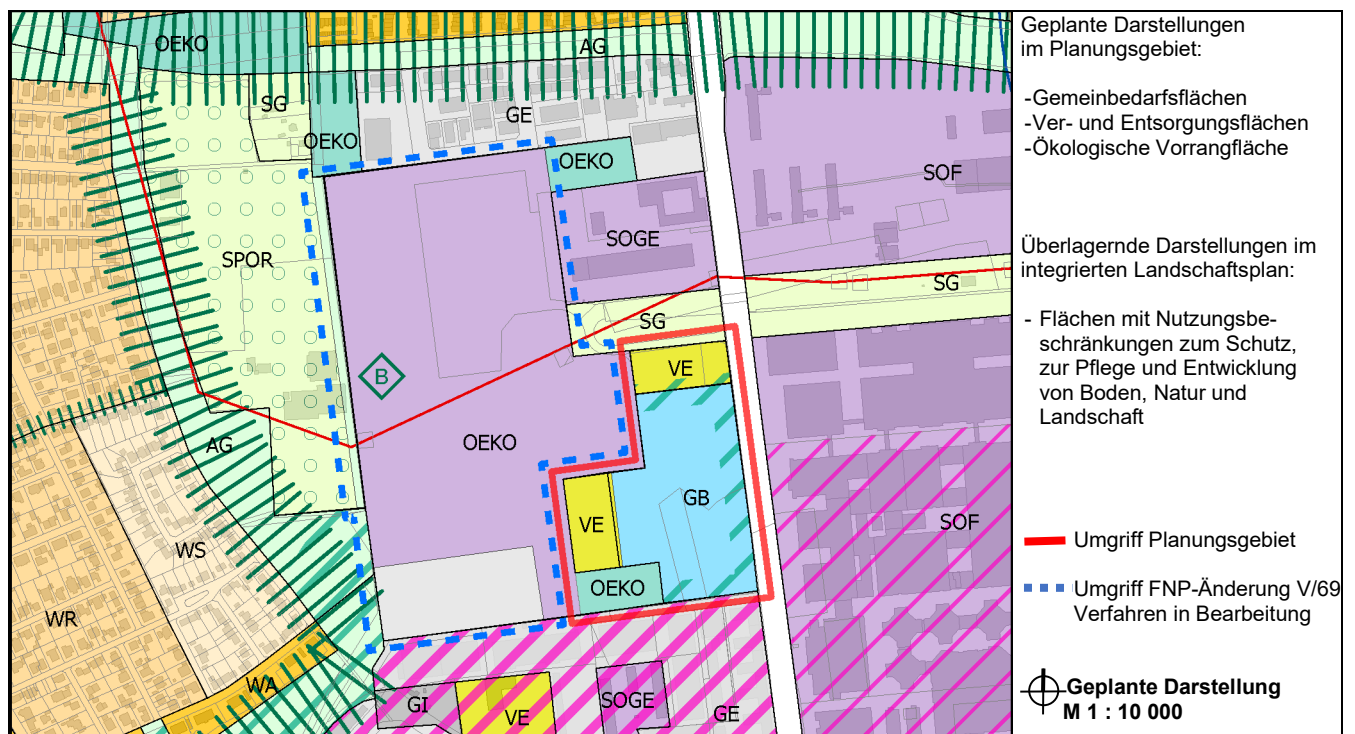 OEKO
AG
SG
OEKO
GE
OEKO
SOF
SPOR
SOGE
SG
SG
B
VE
AG
OEKO
GB
VE
SOF
WS
OEKO
WR
WA
GI
VE
SOGE
GE
Geplante Darstellungen
im Planungsgebiet:
-Gemeinbedarfsflächen
-Ver- und Entsorgungsflächen
-Ökologische Vorrangfläche
Überlagernde Darstellungen im
integrierten Landschaftsplan:
- Flächen mit Nutzungsbe-
schränkungen zum Schutz,
zur Pflege und Entwicklung
von Boden, Natur und
Landschaft
Umgriff Planungsgebiet
Umgriff FNP-Änderung V/69
Verfahren in Bearbeitung
Geplante Darstellung
M 1 : 10 000